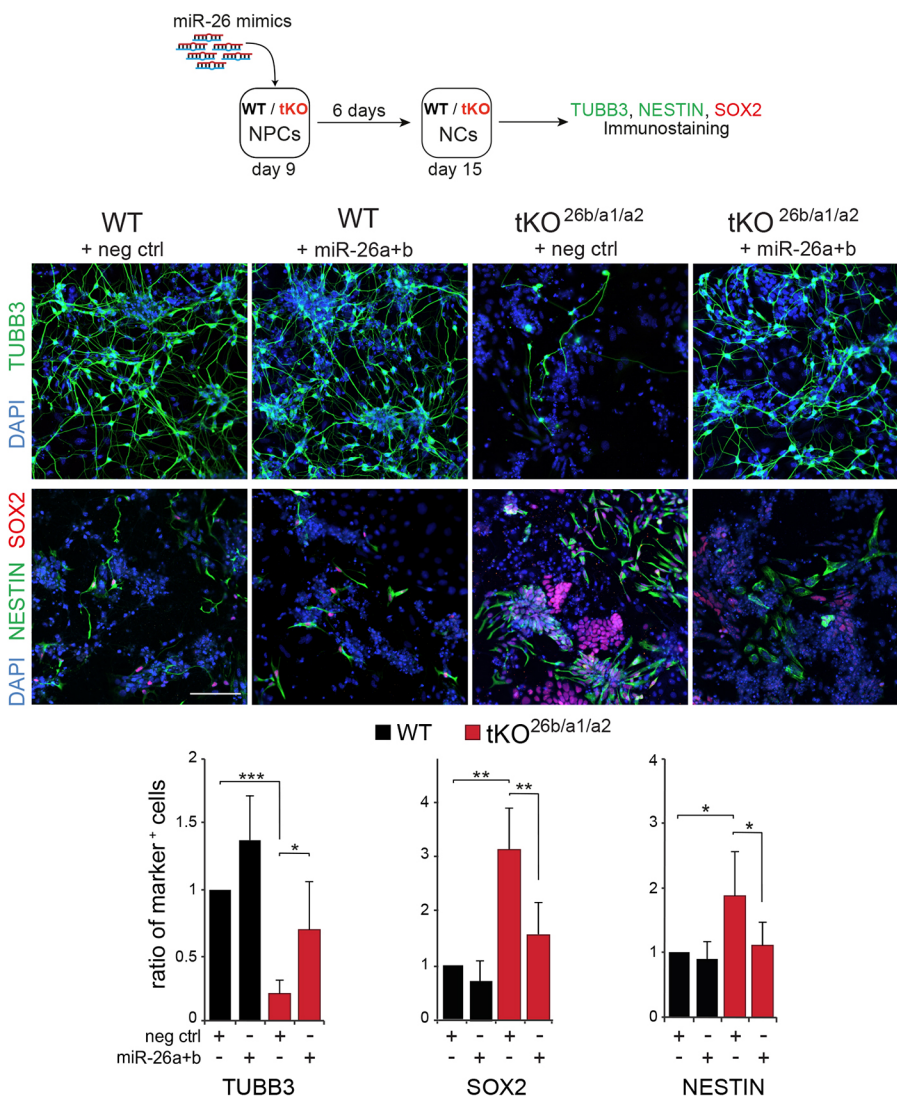 miR-26 mimics
WT / tKO
NPCs
day 9
6 days
WT / tKO
NCs
day 15
TUBB3, NESTIN, SOX2
Immunostaining
WT
+ neg ctrl
WT
+ miR-26a+b
tKO26b/a1/a2
+ neg ctrl
tKO26b/a1/a2
+ miR-26a+b
DAPI TUBB3
DAPI NESTIN SOX2
WT tKO26b/a1/a2
ratio of marker+ cells
2
1.5
1
0.5
0
***
*
neg ctrl + - + -
miR-26a+b - + - +
TUBB3
4
3
2
1
0
**
**
+ - + -
- + - +
SOX2
4
3
2
1
0
*
*
+ - + -
- + - +
NESTIN